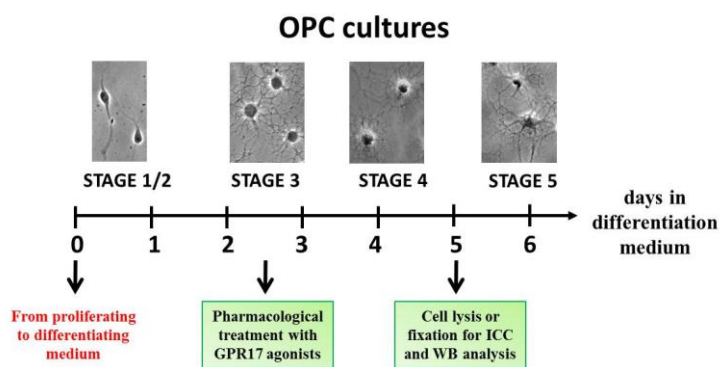 OPC cultures
STAGE 1/2
STAGE 3
STAGE 4
STAGE 5
days in
differentiation
medium
0 1 2 3 4 5 6
From proliferating
to differentiating
medium
Pharmacological
treatment with
GPR17 agonists
Cell lysis or
fixation for ICC
and WB analysis